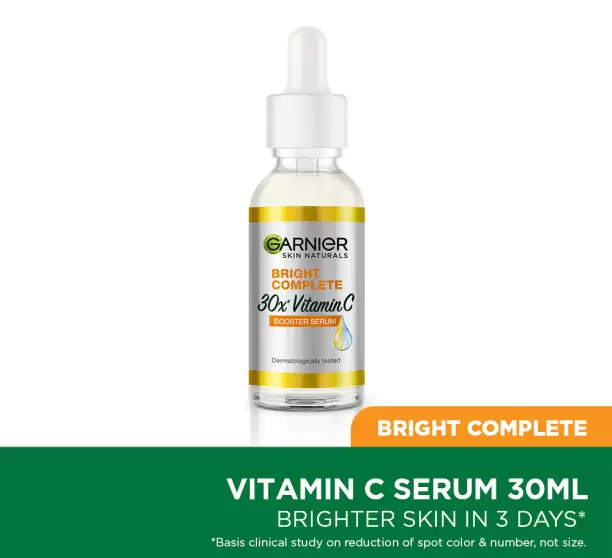 GARNIER
SKIN NATURALS
BRIGHT
COMPLETE
30x* Vitamin C
BOOSTER SERUM
Dermatologically tested
BRIGHT COMPLETE
VITAMIN C SERUM 30ML
BRIGHTER SKIN IN 3 DAYS*
*Basis clinical study on reduction of spot color & number, not size.